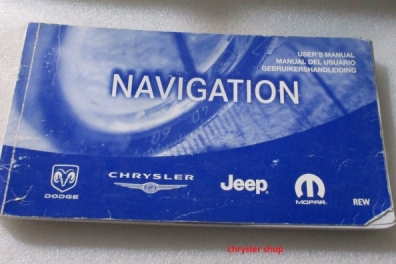 USER'S MANUAL
MANUAL DEL USUARIO
GEBRUIKERSHANDLEIDING
NAVIGATION
DODGE
CHRYSLER
Jeep
MOPAR
REW
chrysler shop